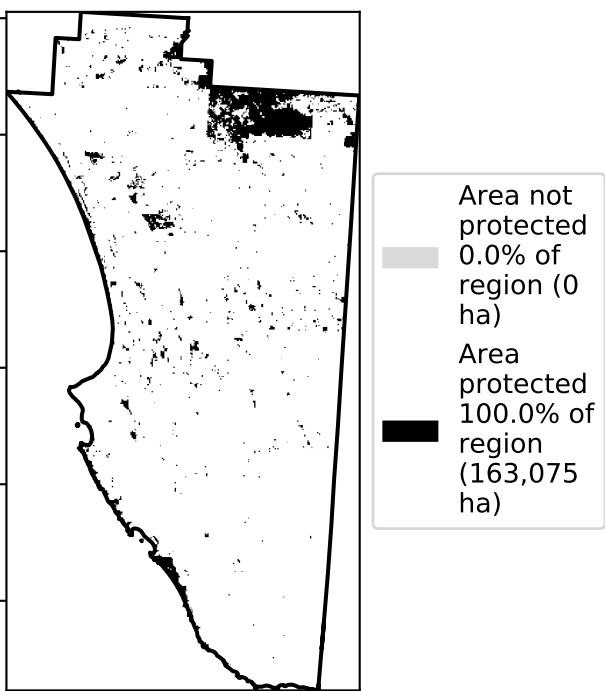 Area not
protected
0.0% of
region (0
ha)
Area
protected
100.0% of
region
(163,075
ha)